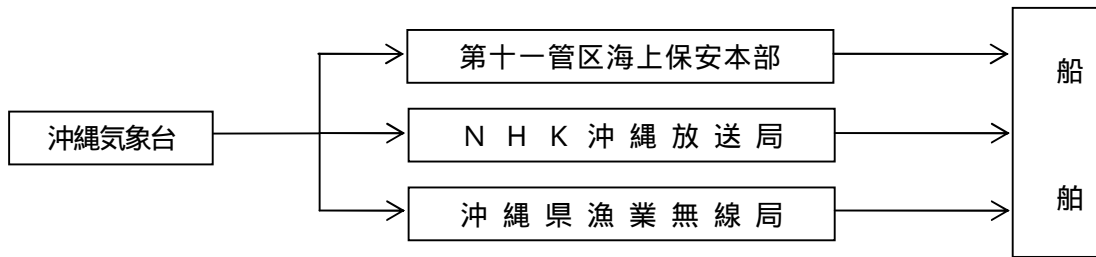 第十一管区海上保安本部
沖縄気象台
ＮＨＫ沖縄放送局
沖縄県漁業無線局
船舶